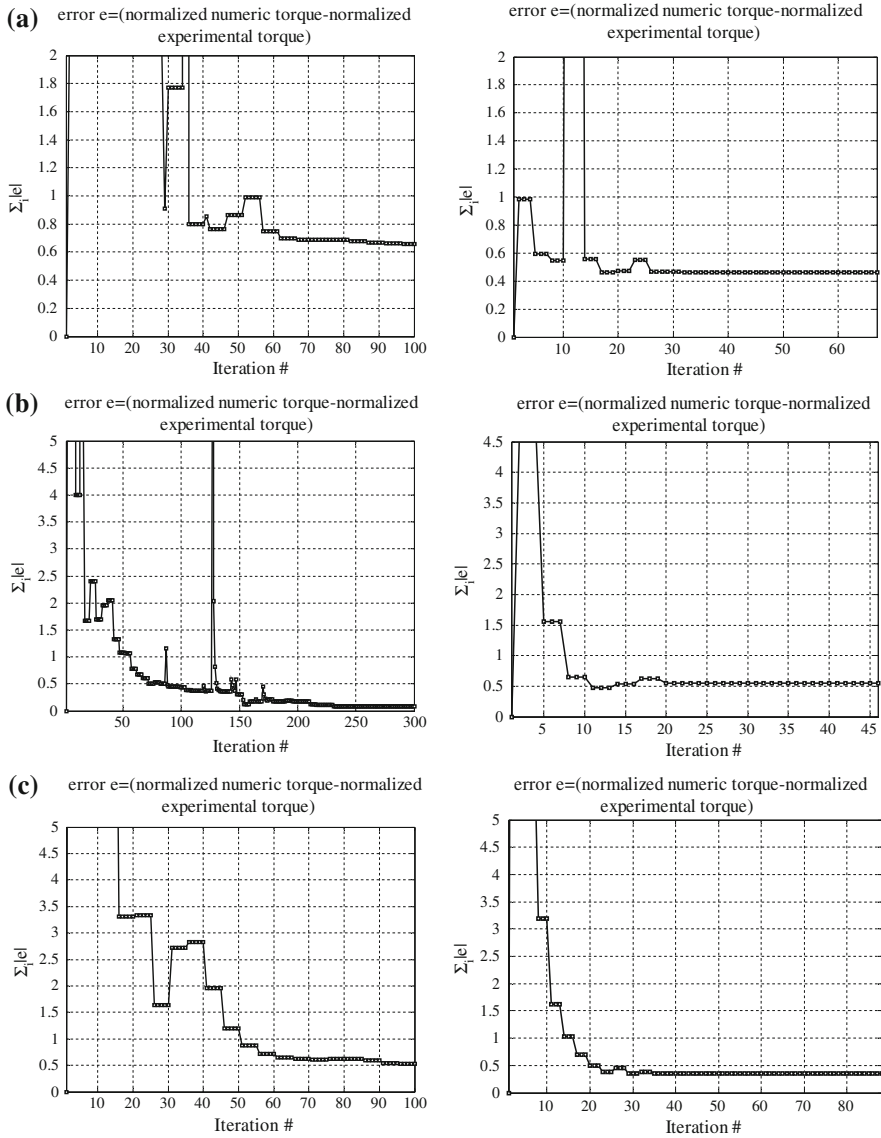 (a)
error e=(normalized numeric torque-normalized
experimental torque)
2
1.8
1.6
1.4
1.2
1
0.8
0.6
0.4
0.2
0
Σi|e|
10 20 30 40 50 60 70 80 90 100
Iteration #
error e=(normalized numeric torque-normalized
experimental torque)
2
1.8
1.6
1.4
1.2
1
0.8
0.6
0.4
0.2
0
Σi|e|
10 20 30 40 50 60
Iteration #
(b)
error e=(normalized numeric torque-normalized
experimental torque)
5
4.5
4
3.5
3
2.5
2
1.5
1
0.5
0
Σi|e|
50 100 150 200 250 300
Iteration #
error e=(normalized numeric torque-normalized
experimental torque)
4.5
4
3.5
3
2.5
2
1.5
1
0.5
0
Σi|e|
5 10 15 20 25 30 35 40 45
Iteration #
(c)
error e=(normalized numeric torque-normalized
experimental torque)
5
4.5
4
3.5
3
2.5
2
1.5
1
0.5
0
Σi|e|
10 20 30 40 50 60 70 80 90 100
Iteration #
error e=(normalized numeric torque-normalized
experimental torque)
5
4.5
4
3.5
3
2.5
2
1.5
1
0.5
0
Σi|e|
10 20 30 40 50 60 70 80
Iteration #